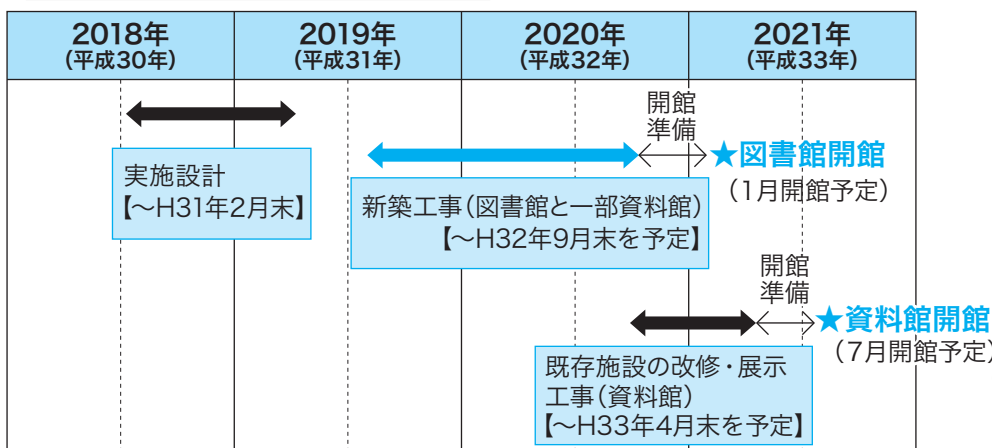 2018年
(平成30年)
2019年
(平成31年)
2020年
(平成32年)
2021年
(平成33年)
実施設計
【～H31年2月末】
新築工事(図書館と一部資料館)
【～H32年9月末を予定】
開館
準備
★図書館開館
(1月開館予定)
既存施設の改修・展示
工事(資料館)
【～H33年4月末を予定】
開館
準備
★資料館開館
(7月開館予定)